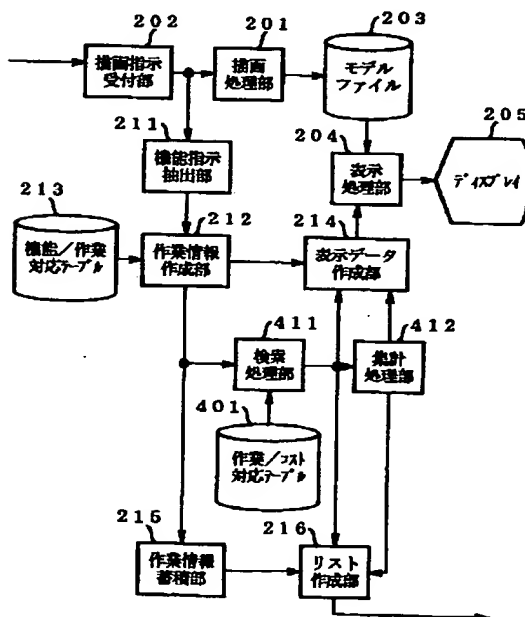 202
201
203
描画指示
受付部
描画
処理部
モデル
ファイル
205
211
204
機能指示
抽出部
表示
処理部
ディスプレイ
213
212
214
機能/作業
対応テーブル
作業情報
作成部
表示データ
作成部
411
412
検索
処理部
集計
処理部
401
作業/コスト
対応テーブル
215
216
作業情報
蓄積部
リスト
作成部